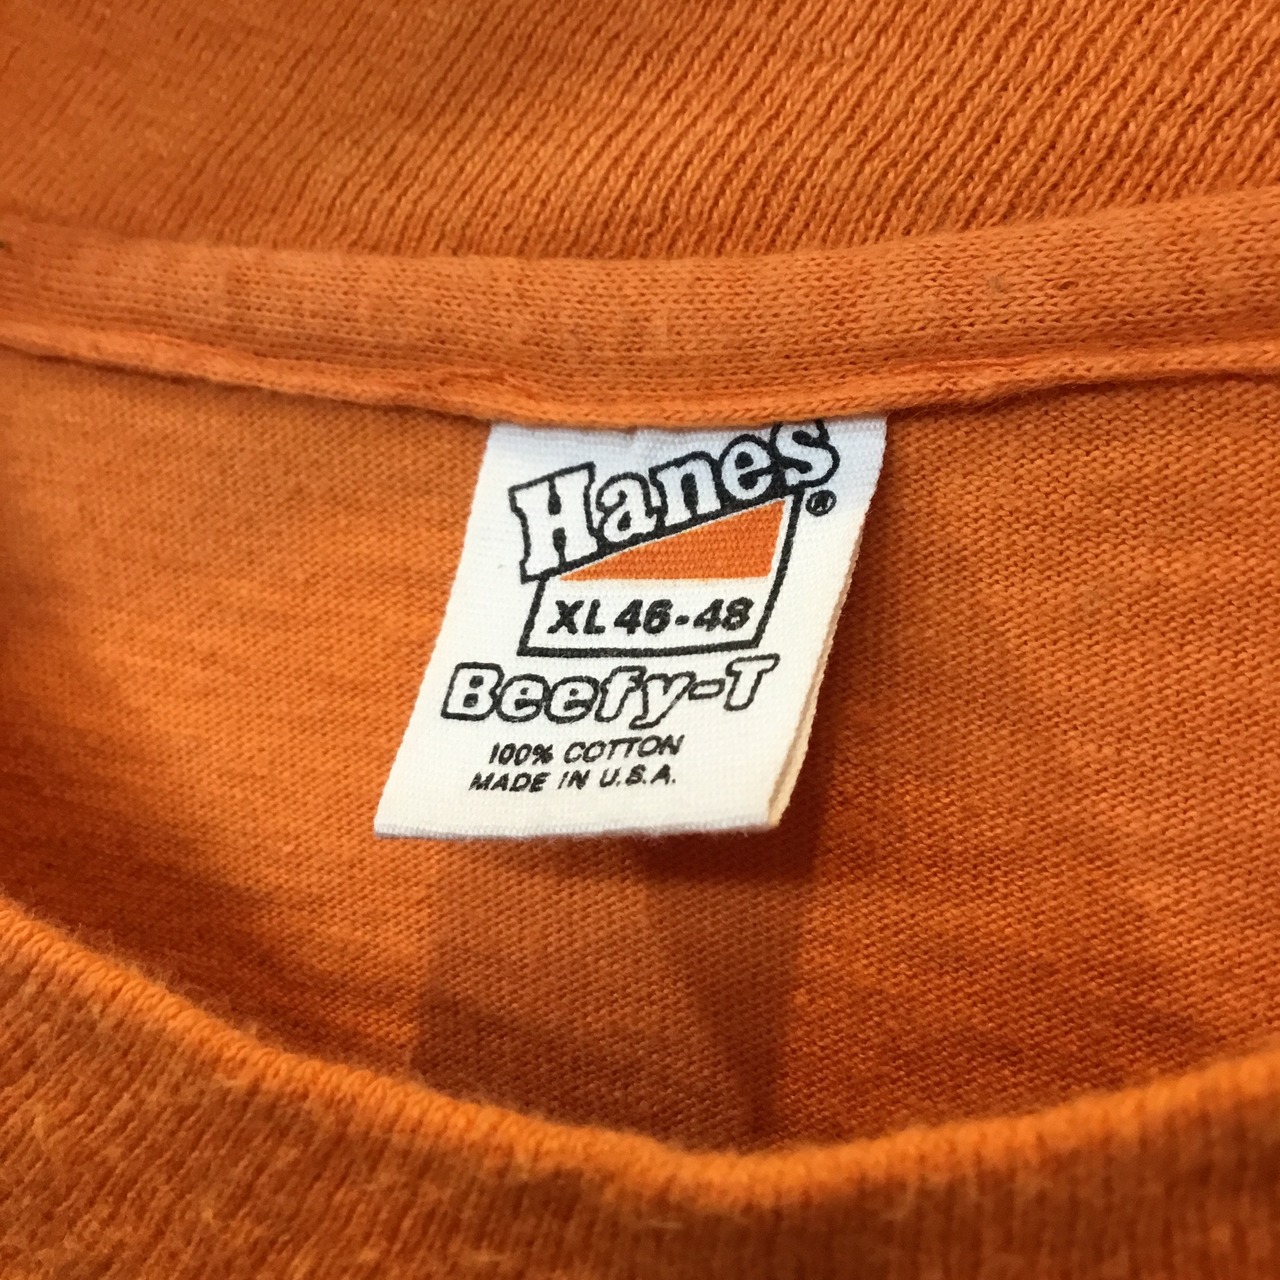 Hanes®
XL 46-48
Beefy-T
100% COTTON
MADE IN U.S.A.